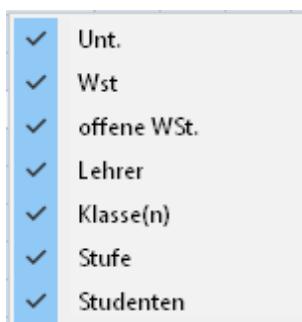 Unt.
Wst
offene WSt.
Lehrer
Klasse(n)
Stufe
Studenten